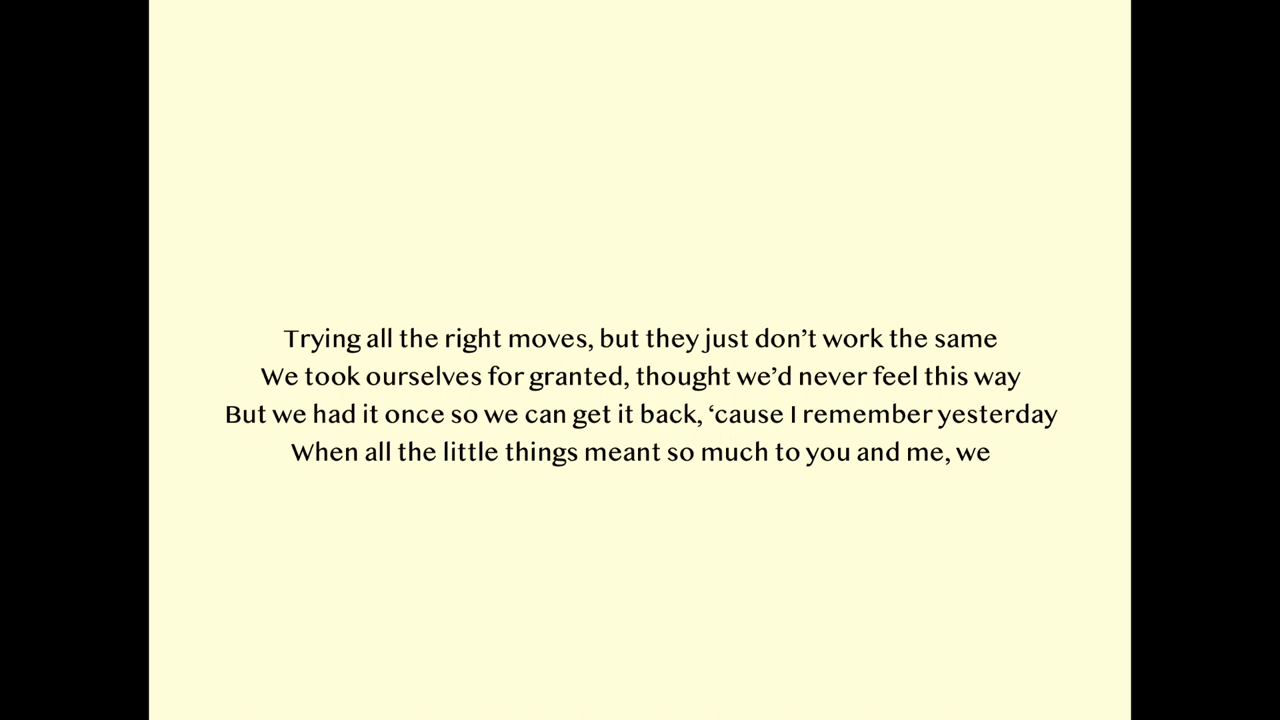 Trying all the right moves, but they just don’t work the same
We took ourselves for granted, thought we’d never feel this way
But we had it once so we can get it back, ‘cause I remember yesterday
When all the little things meant so much to you and me, we